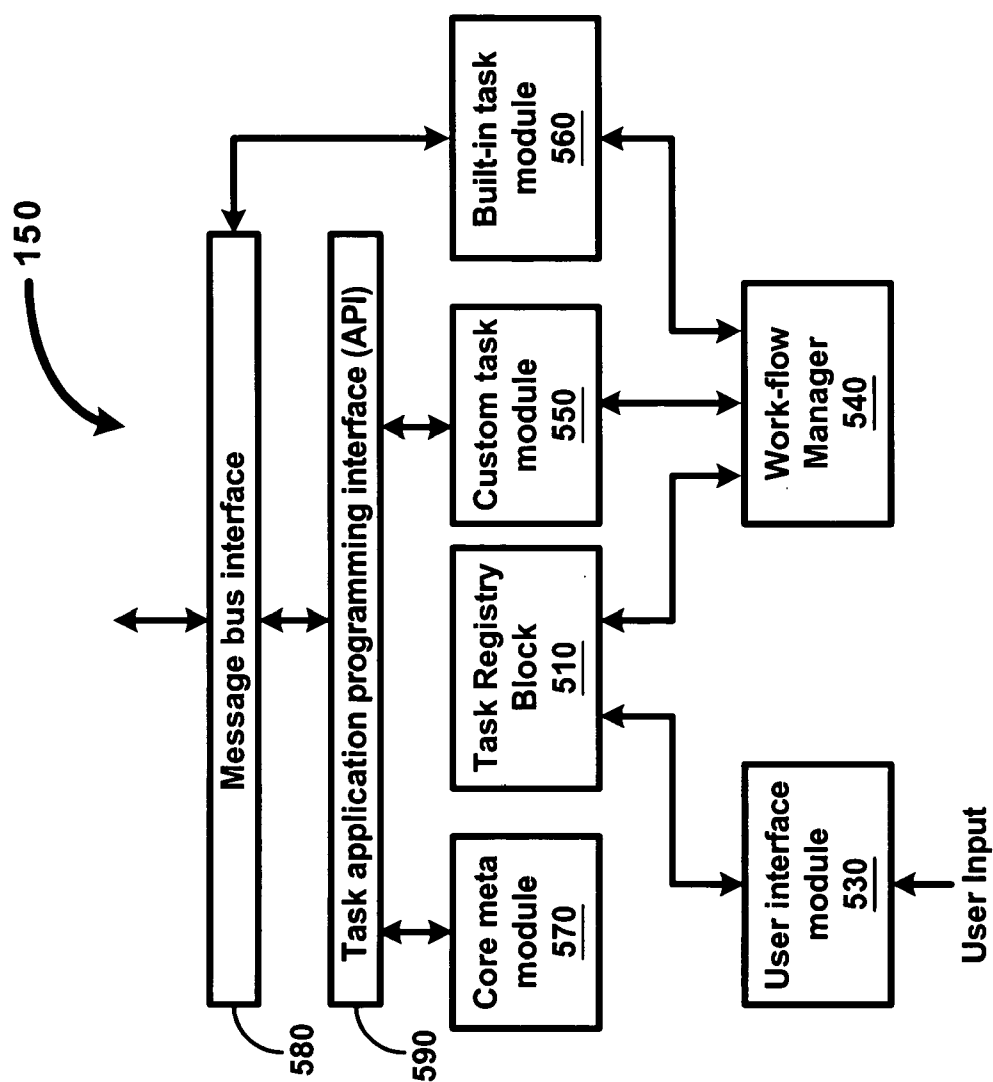 150
Message bus interface
580
Task application programming interface (API)
590
Core meta
module
570
Task Registry
Block
510
Custom task
module
550
Built-in task
module
560
User interface
module
530
Work-flow
Manager
540
User Input